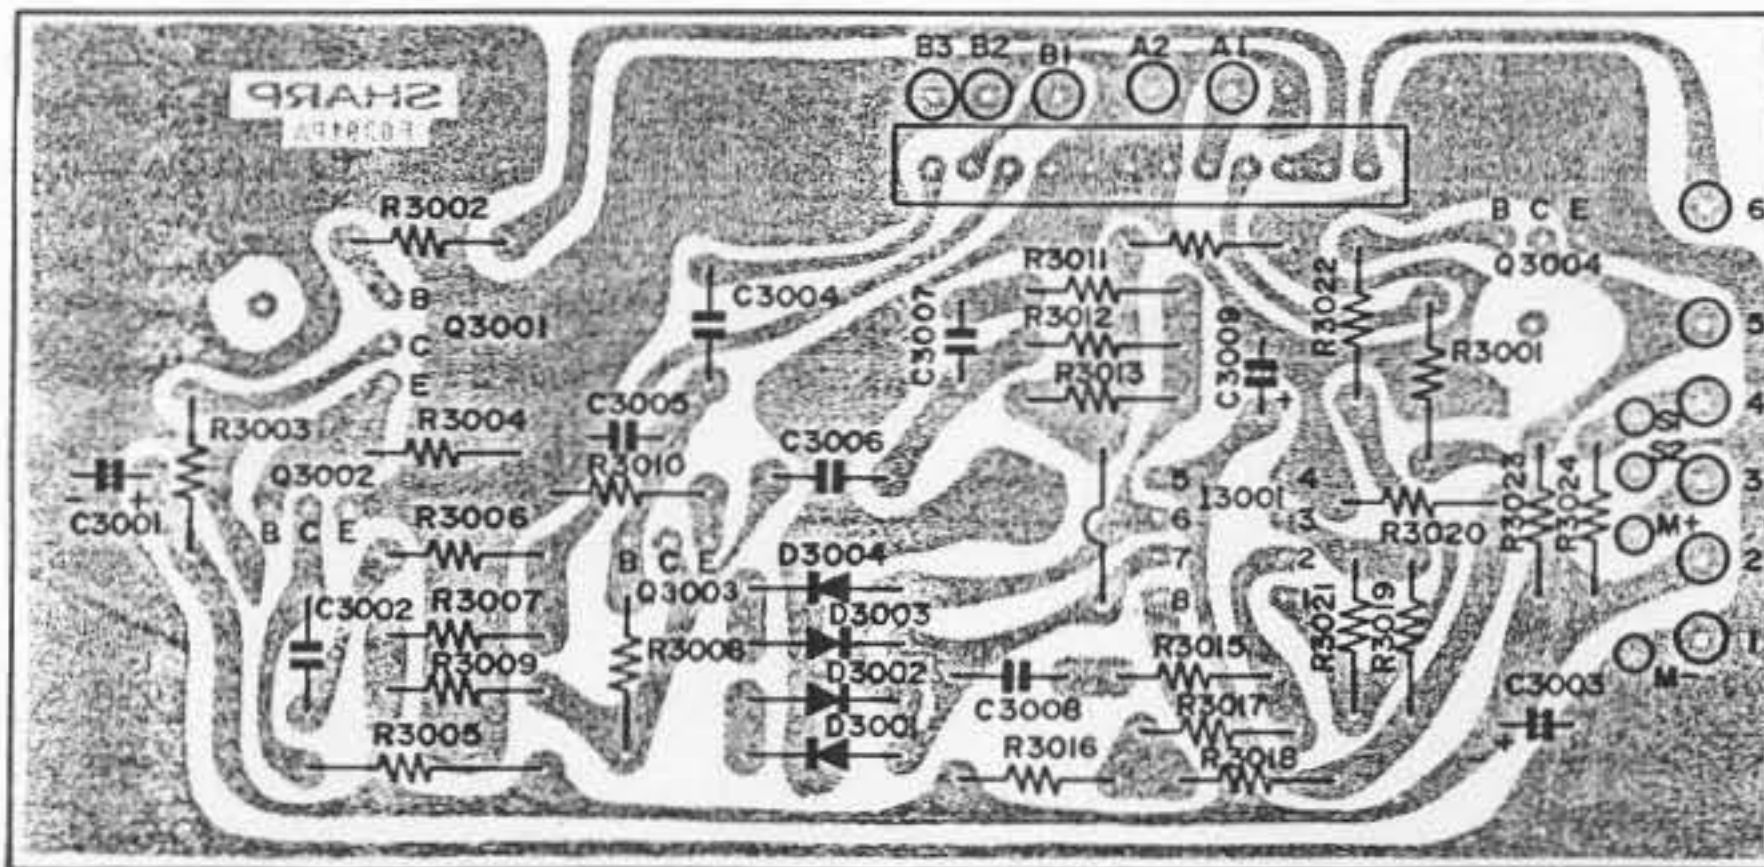 B3 B2 B1 A2 A1
SHARP
6
R3002
B C E
Q3004
R3011
R3022
C3004
B
Q3001
C3007
R3012
C3009
5
C
R3001
E
R3013
+
4
R3003
R3004
C3005
S1
C3006
S2
R3010
Q3002
5
I3001
4
R3023
R3024
3
- +
C3001
B C E
R3006
6
3
R3020
M+
B C E
D3004
7
2
2
Q3003
C3002
R3007
D3003
8
1
R3021
R3019
R3008
R3015
1
R3009
D3002
M-
C3008
R3017
C3003
R3005
D3001
R3016
R3018
+